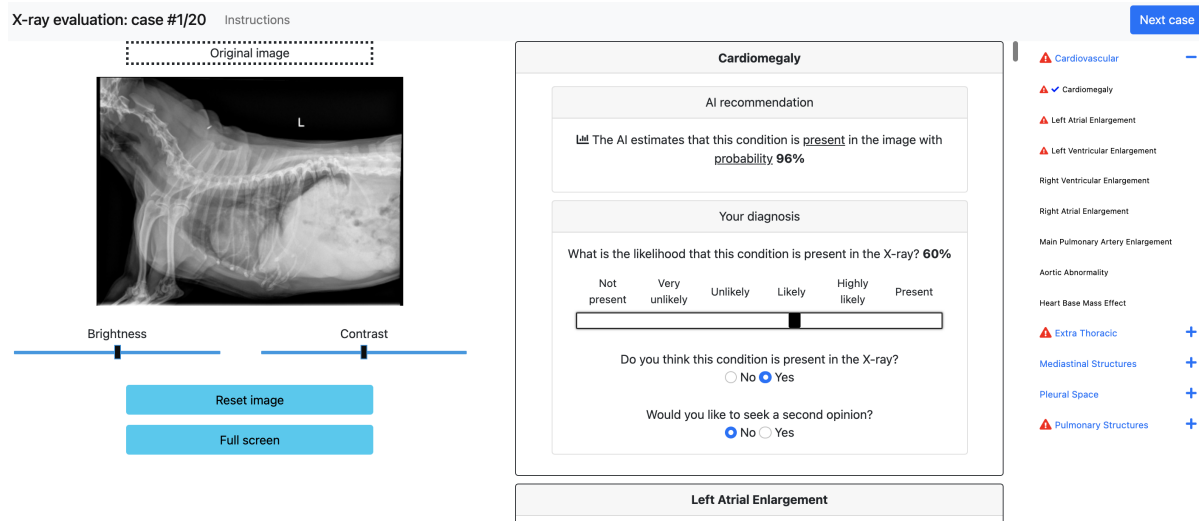 X-ray evaluation: case #1/20
Instructions
Next case
Original image
L
Brightness
Contrast
Reset image
Full screen
Cardiomegaly
AI recommendation
The AI estimates that this condition is present in the image with
probability 96%
Your diagnosis
What is the likelihood that this condition is present in the X-ray? 60%
Not present
Very unlikely
Unlikely
Likely
Highly likely
Present
Do you think this condition is present in the X-ray?
No Yes
Would you like to seek a second opinion?
No Yes
Left Atrial Enlargement
Cardiovascular
Cardiomegaly
Left Atrial Enlargement
Left Ventricular Enlargement
Right Ventricular Enlargement
Right Atrial Enlargement
Main Pulmonary Artery Enlargement
Aortic Abnormality
Heart Base Mass Effect
Extra Thoracic
Mediastinal Structures
Pleural Space
Pulmonary Structures